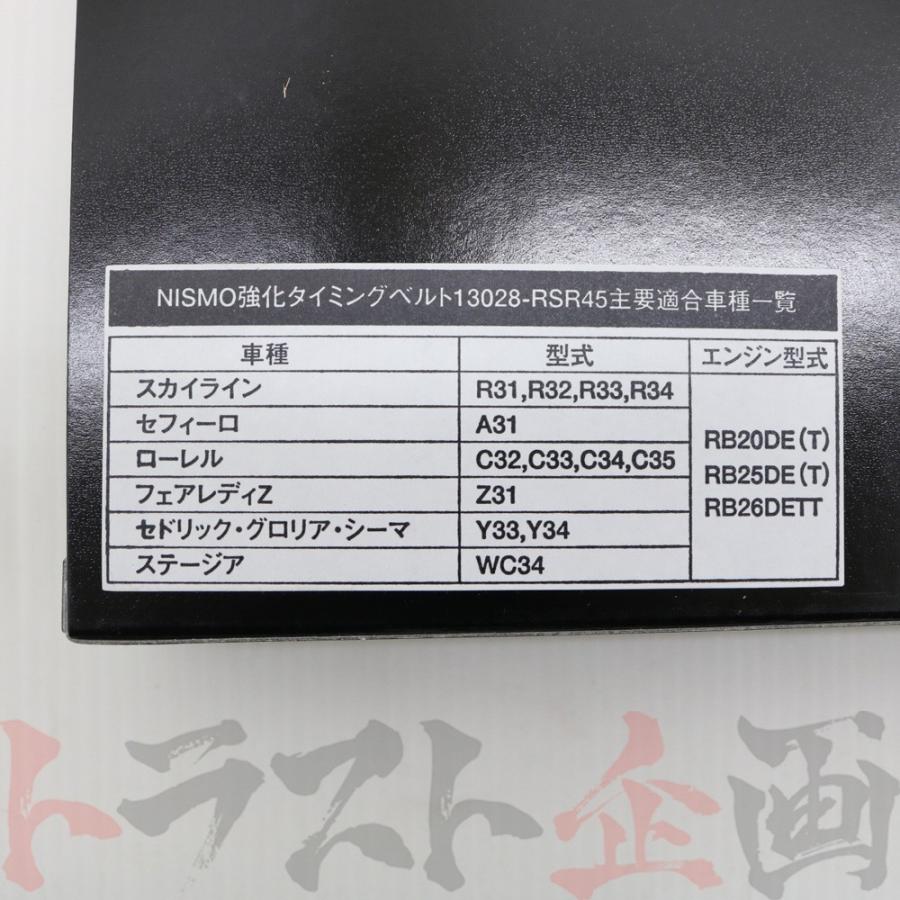 NISMO強化タイミングベルト13028-RSR45主要適合車種一覧
車種 型式 エンジン型式
スカイライン R31,R32,R33,R34
セフィーロ A31
ローレル C32,C33,C34,C35
フェアレディZ Z31
セドリック・グロリア・シーマ Y33,Y34
ステージア WC34
RB20DE(T)
RB25DE(T)
RB26DETT
トラスト企画